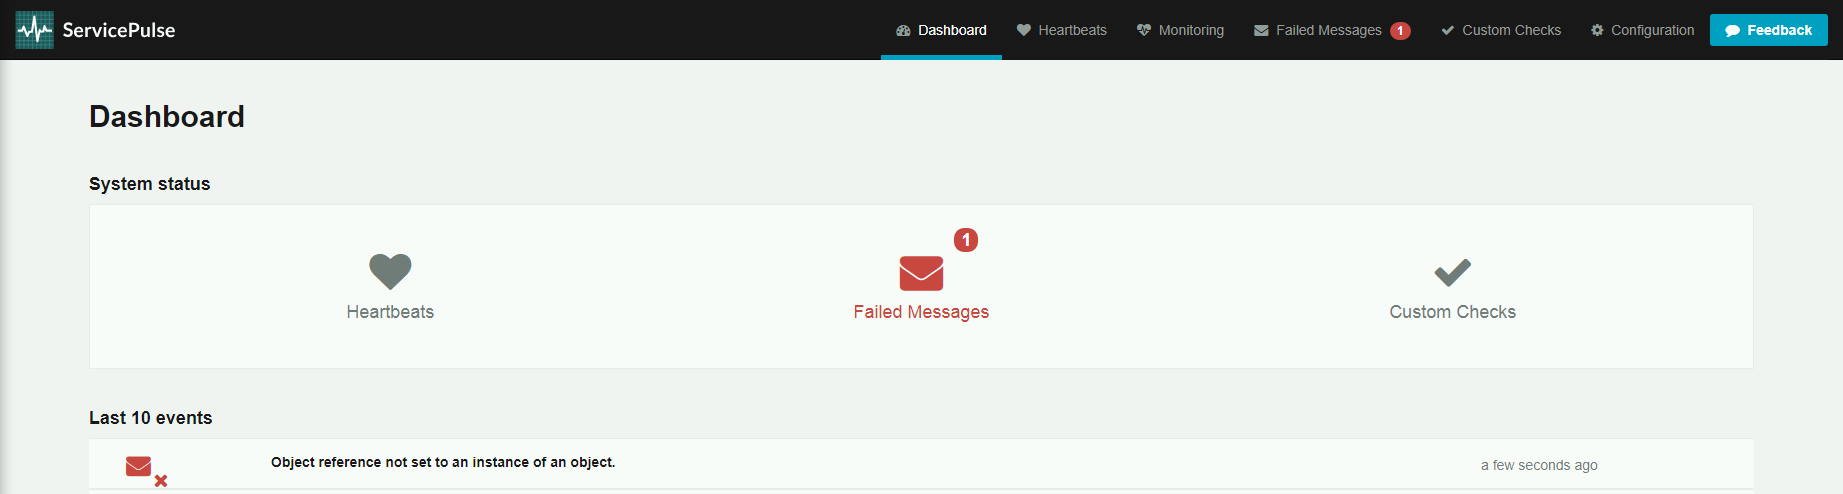 ServicePulse Dashboard Heartbeats Monitoring Failed Messages 1 Custom Checks Configuration Feedback
Dashboard
System status
1
Heartbeats Failed Messages Custom Checks
Last 10 events
Object reference not set to an instance of an object. a few seconds ago